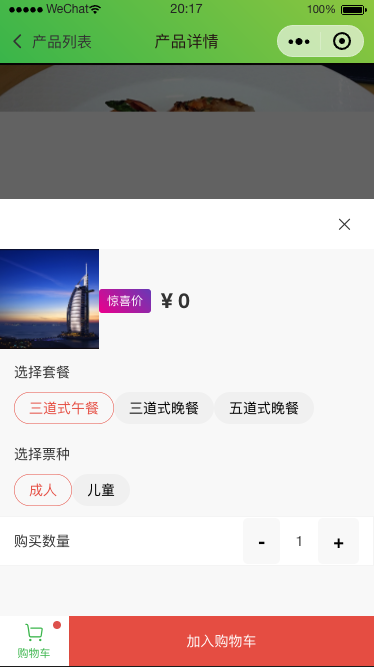 WeChat 20:17 100%
产品列表 产品详情
惊喜价 ¥ 0
选择套餐
三道式午餐 三道式晚餐 五道式晚餐
选择票种
成人 儿童
购买数量 - 1 +
购物车 加入购物车